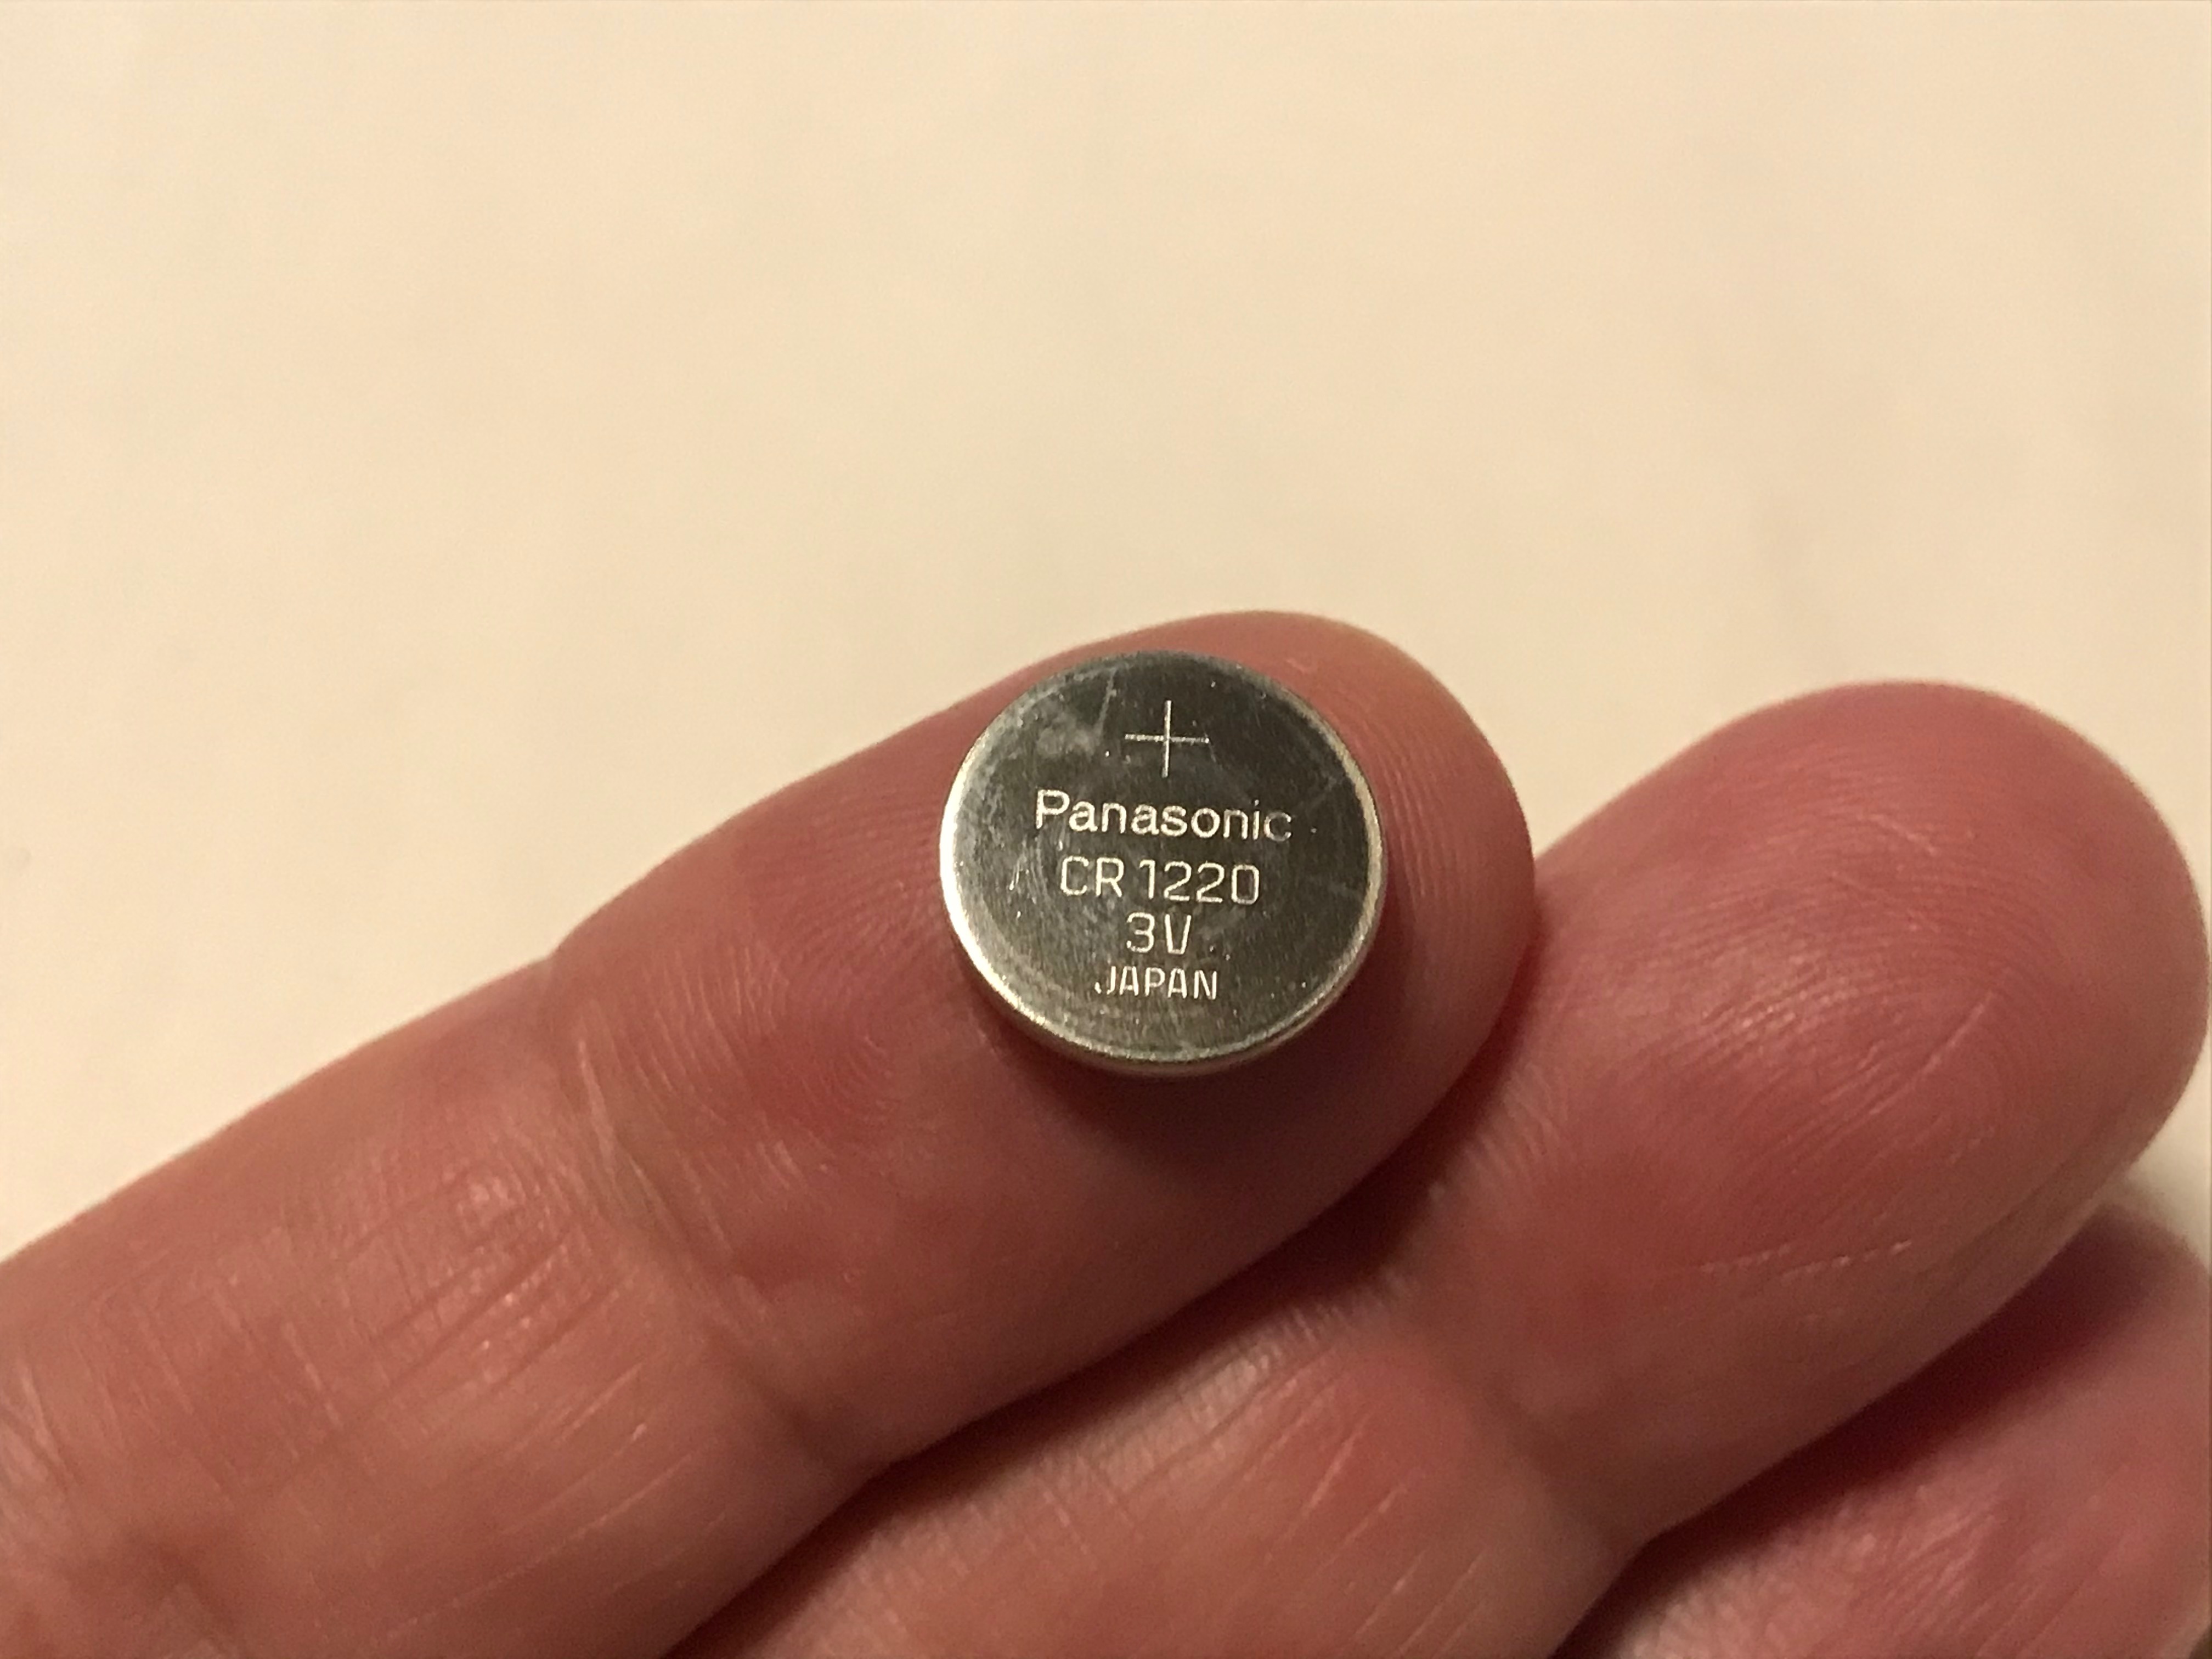 +
Panasonic
CR1220
3V
JAPAN